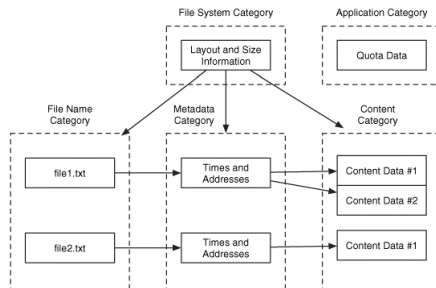 File System Category
Application Category
Layout and Size
Information
Quota Data
File Name
Category
Metadata
Category
Content
Category
file1.txt
Times and
Addresses
Content Data #1
Content Data #2
file2.txt
Times and
Addresses
Content Data #1